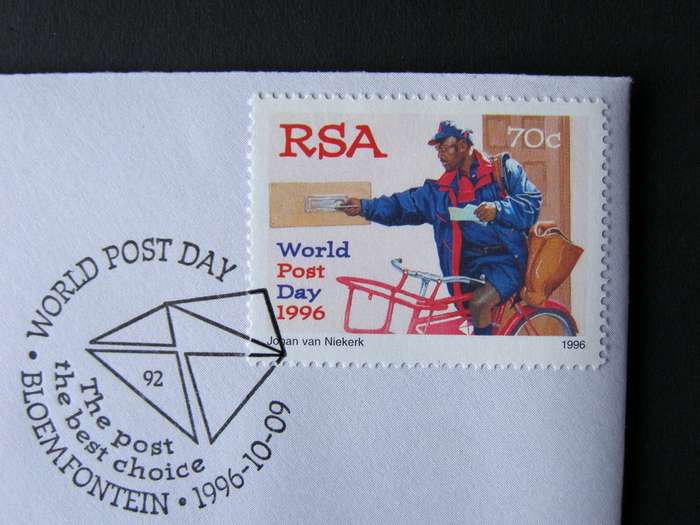 RSA
70c
World
Post
Day
1996
Johan van Niekerk
1996
• WORLD POST DAY
92
The post
the best choice
• BLOEMFONTEIN • 1996-10-09